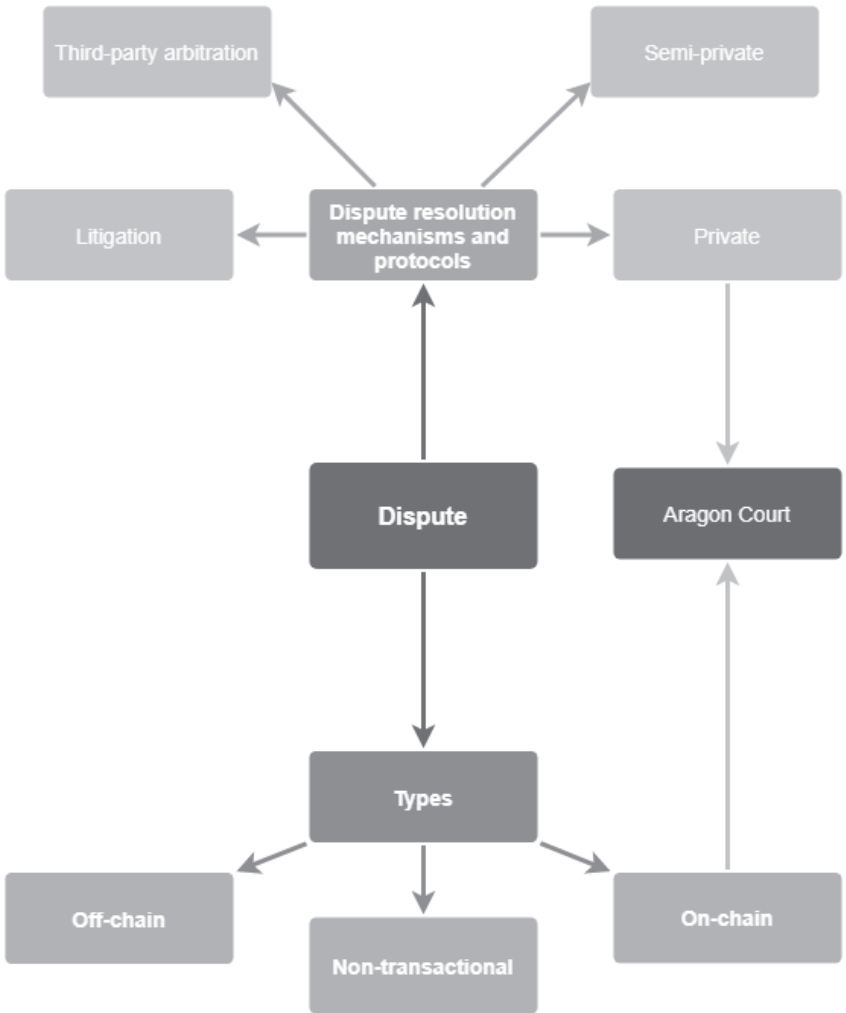 Third-party arbitration
Semi-private
Litigation
Dispute resolution
mechanisms and
protocols
Private
Dispute
Aragon Court
Types
Off-chain
Non-transactional
On-chain